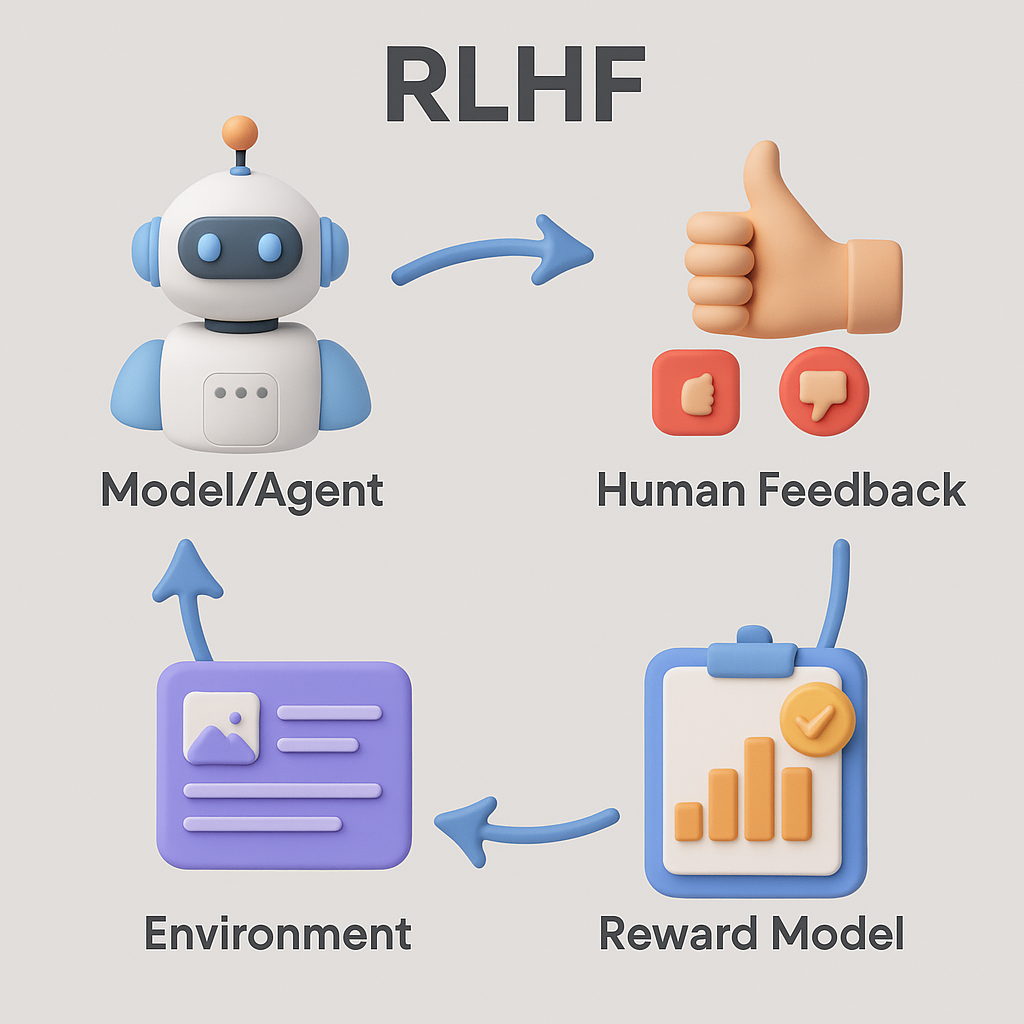 RLHF
Model/Agent
Human Feedback
Environment
Reward Model